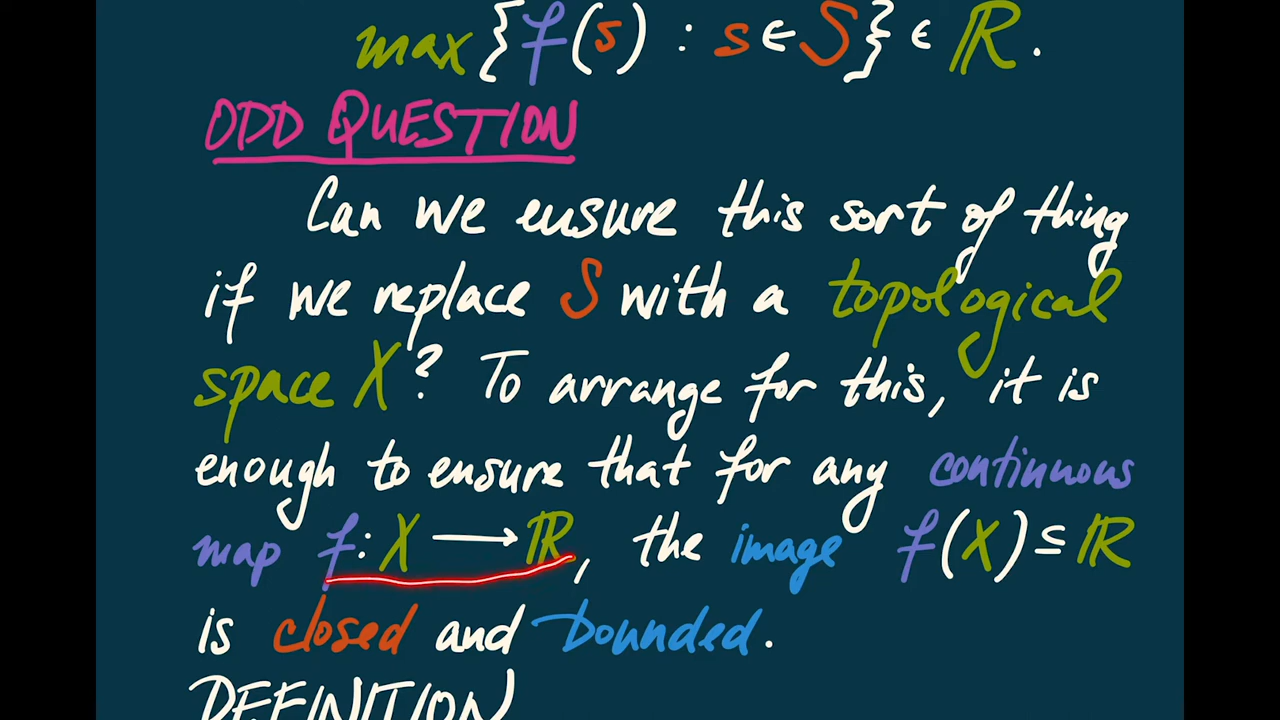 max {f(s) : s ∈ S} ∈ ℝ.
ODD QUESTION
Can we ensure this sort of thing
if we replace S with a topological
space X? To arrange for this, it is
enough to ensure that for any continuous
map f: X ⟶ ℝ, the image f(X) ⊆ ℝ
is closed and bounded.
DEFINITION